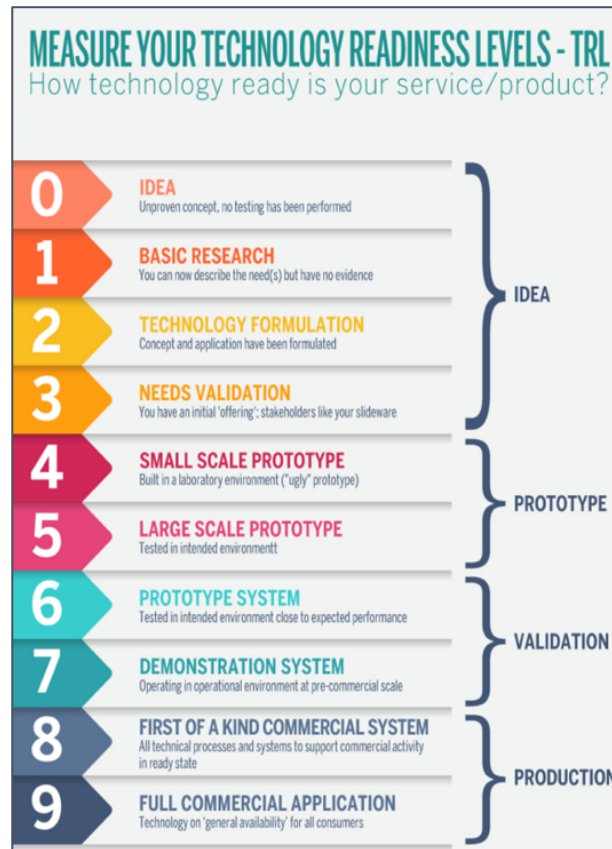 MEASURE YOUR TECHNOLOGY READINESS LEVELS - TRL
How technology ready is your service/product?
0
IDEA
Unproven concept, no testing has been performed
1
BASIC RESEARCH
You can now describe the need(s) but have no evidence
2
TECHNOLOGY FORMULATION
Concept and application have been formulated
3
NEEDS VALIDATION
You have an initial 'offering'; stakeholders like your slideware
IDEA
4
SMALL SCALE PROTOTYPE
Built in a laboratory environment ("ugly" prototype)
5
LARGE SCALE PROTOTYPE
Tested in intended environmentt
PROTOTYPE
6
PROTOTYPE SYSTEM
Tested in intended environment close to expected performance
7
DEMONSTRATION SYSTEM
Operating in operational environment at pre-commercial scale
VALIDATION
8
FIRST OF A KIND COMMERCIAL SYSTEM
All technical processes and systems to support commercial activity
in ready state
9
FULL COMMERCIAL APPLICATION
Technology on 'general availability' for all consumers
PRODUCTION